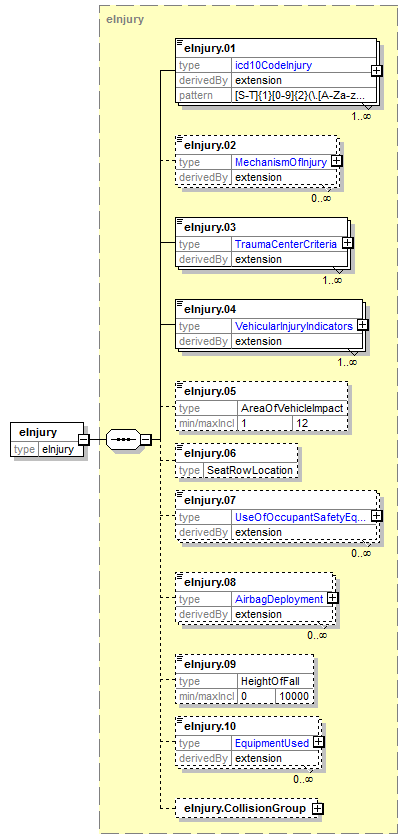 eInjury
eInjury.01
type icd10CodeInjury
derivedBy extension
pattern [S-T]{1}[0-9]{2}(\.[A-Za-z...
1..∞
eInjury.02
type MechanismOfInjury
derivedBy extension
0..∞
eInjury.03
type TraumaCenterCriteria
derivedBy extension
1..∞
eInjury.04
type VehicularInjuryIndicators
derivedBy extension
1..∞
eInjury.05
type AreaOfVehicleImpact
min/maxIncl 1 12
eInjury
type eInjury
eInjury.06
type SeatRowLocation
eInjury.07
type UseOfOccupantSafetyEq...
derivedBy extension
0..∞
eInjury.08
type AirbagDeployment
derivedBy extension
0..∞
eInjury.09
type HeightOfFall
min/maxIncl 0 10000
eInjury.10
type EquipmentUsed
derivedBy extension
0..∞
eInjury.CollisionGroup